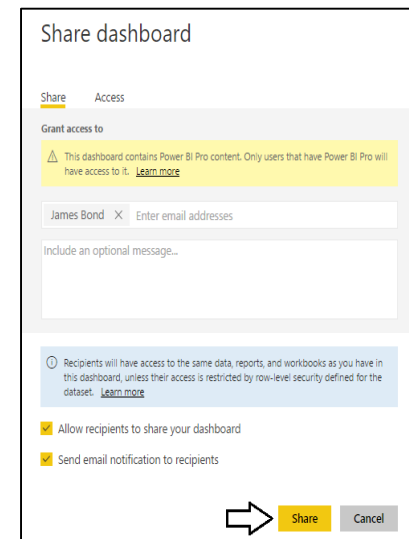 Share dashboard
Share Access
Grant access to
This dashboard contains Power BI Pro content. Only users that have Power BI Pro will
have access to it. Learn more
James Bond X Enter email addresses
Include an optional message...
Recipients will have access to the same data, reports, and workbooks as you have in
this dashboard, unless their access is restricted by row-level security defined for the
dataset. Learn more
Allow recipients to share your dashboard
Send email notification to recipients
Share Cancel